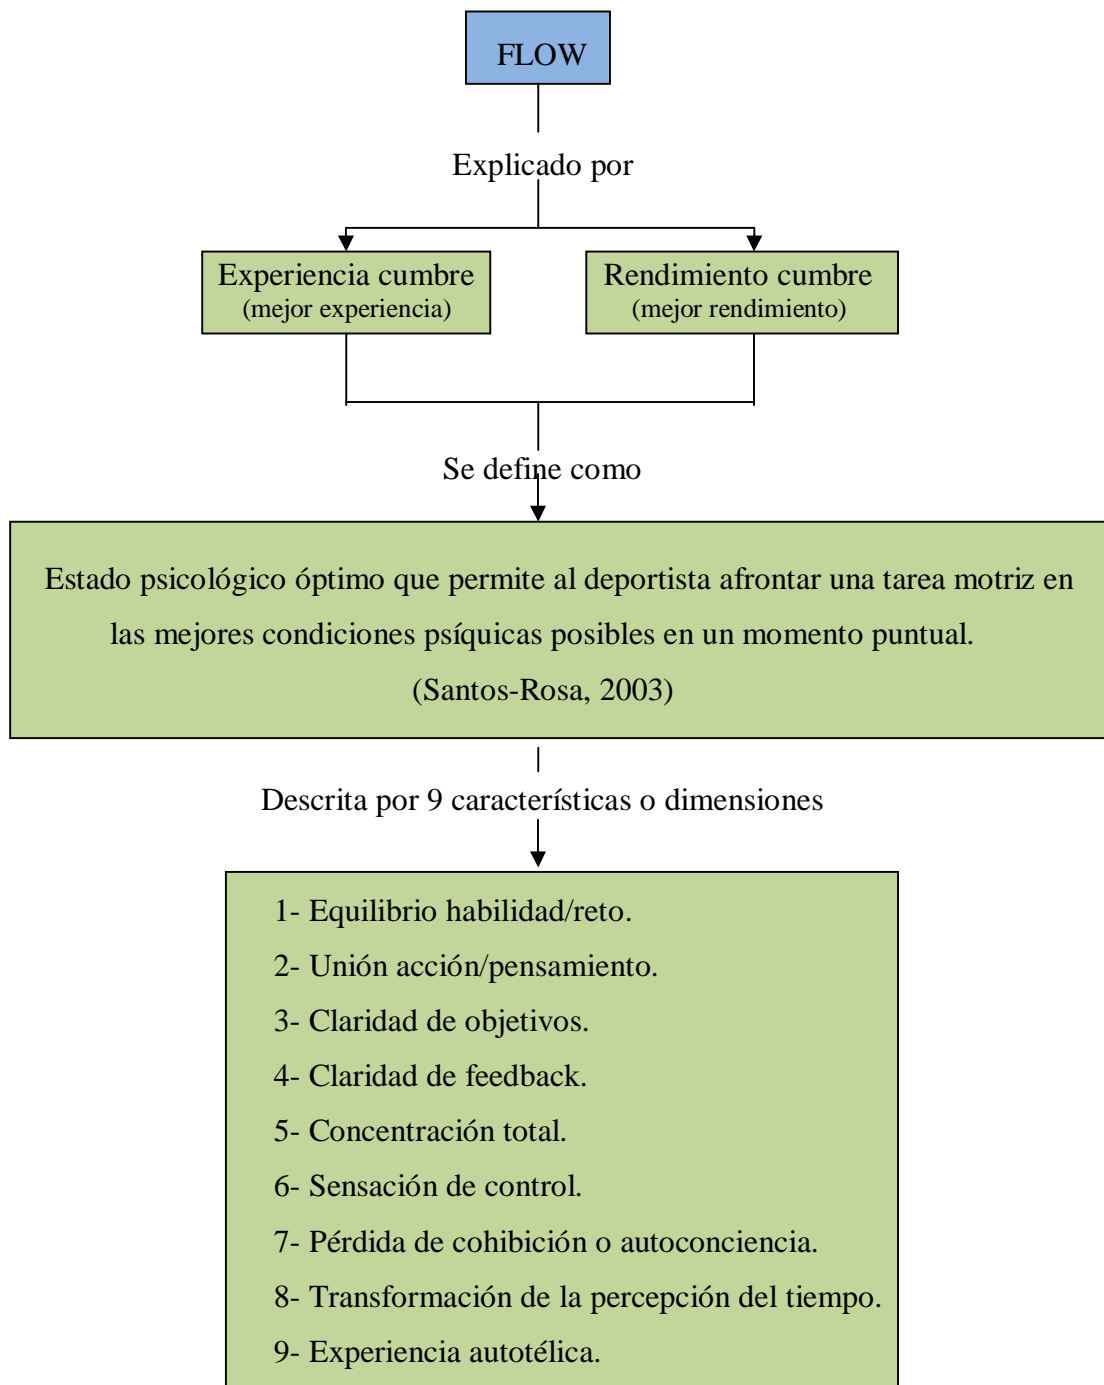 FLOW
Explicado por
Experiencia cumbre
(mejor experiencia)
Rendimiento cumbre
(mejor rendimiento)
Se define como
Estado psicológico óptimo que permite al deportista afrontar una tarea motriz en
las mejores condiciones psíquicas posibles en un momento puntual.
(Santos-Rosa, 2003)
Descrita por 9 características o dimensiones
1- Equilibrio habilidad/reto.
2- Unión acción/pensamiento.
3- Claridad de objetivos.
4- Claridad de feedback.
5- Concentración total.
6- Sensación de control.
7- Pérdida de cohibición o autoconciencia.
8- Transformación de la percepción del tiempo.
9- Experiencia autotélica.